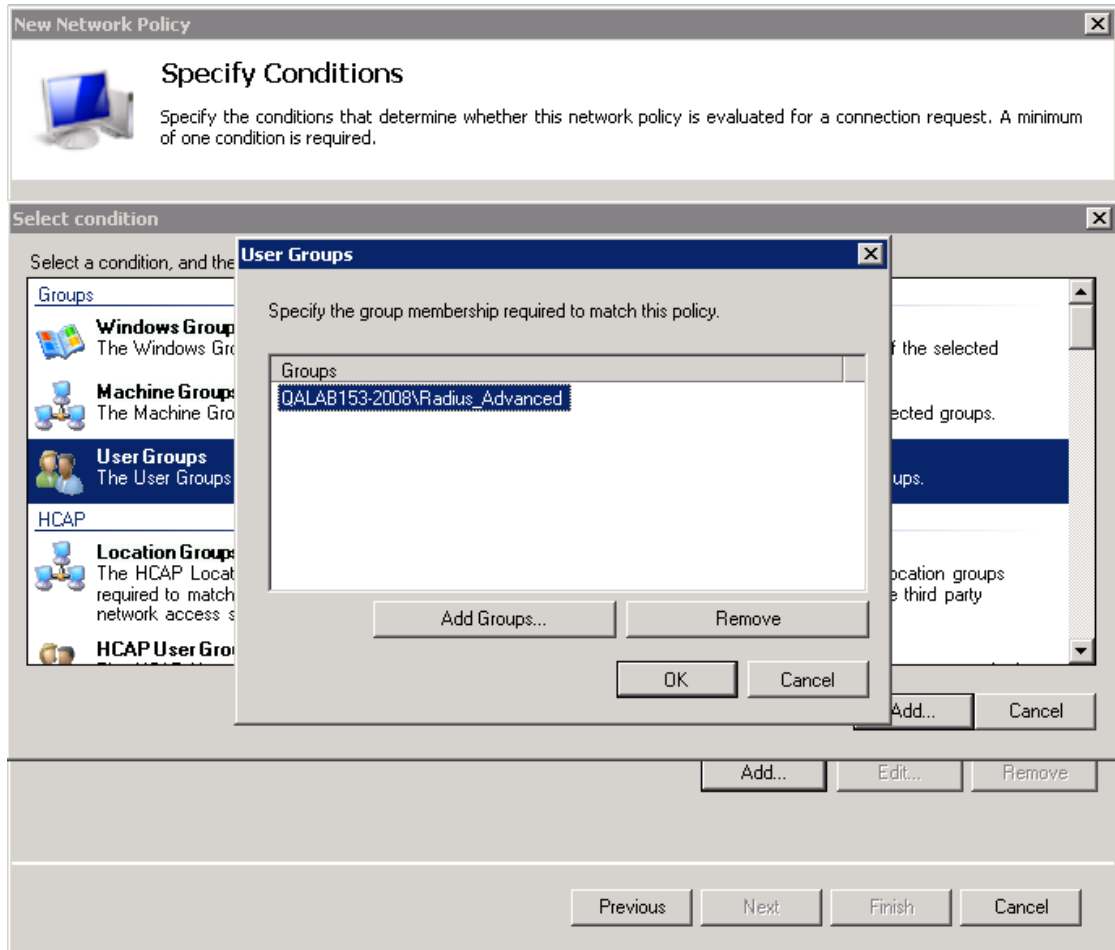 New Network Policy
Specify Conditions
Specify the conditions that determine whether this network policy is evaluated for a connection request. A minimum
of one condition is required.
Select condition
Select a condition, and the
Groups
Windows Group
The Windows Gro
f the selected
Machine Groups
The Machine Gro
ected groups.
User Groups
The User Groups
ups.
HCAP
Location Groups
The HCAP Locat
ocation groups
required to match
e third party
network access s
HCAP User Grou
User Groups
Specify the group membership required to match this policy.
Groups
QALAB153-2008\Radius_Advanced
Add Groups...
Remove
OK
Cancel
Add...
Cancel
Add...
Edit...
Remove
Previous
Next
Finish
Cancel